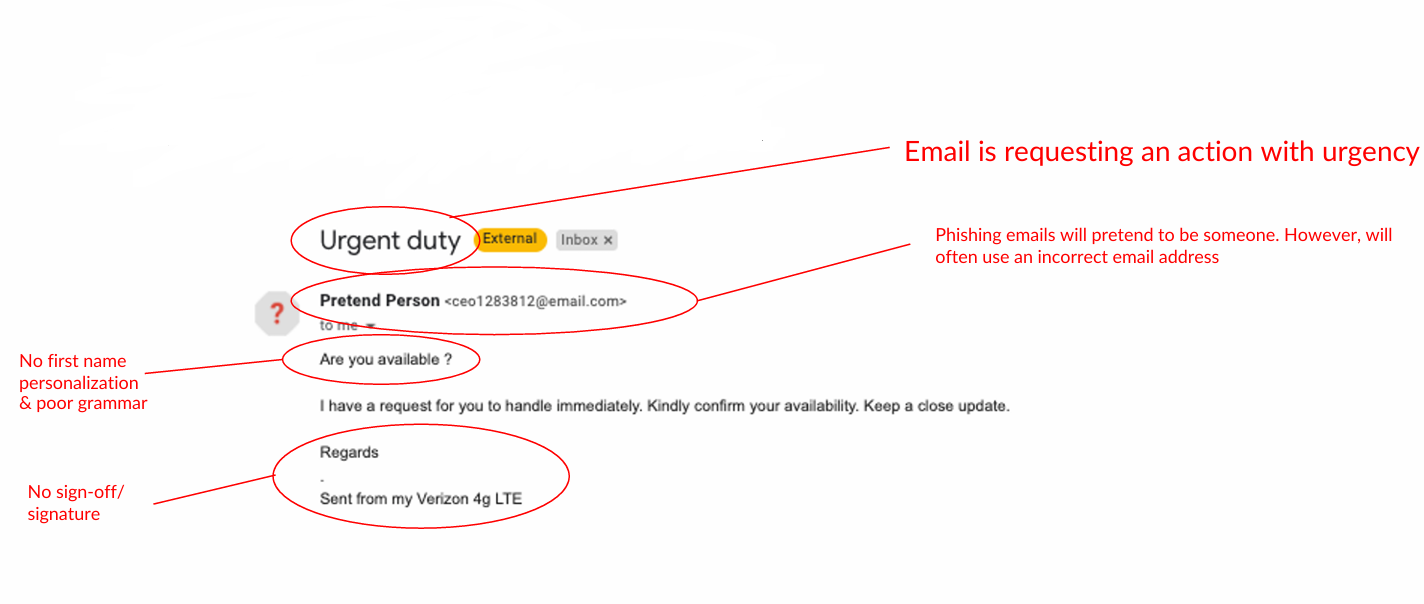 Email is requesting an action with urgency
Urgent duty External Inbox ×
Phishing emails will pretend to be someone. However, will
often use an incorrect email address
?
Pretend Person <ceo1283812@email.com>
to me
Are you available ?
No first name
personalization
& poor grammar
I have a request for you to handle immediately. Kindly confirm your availability. Keep a close update.
Regards
.
Sent from my Verizon 4g LTE
No sign-off/
signature